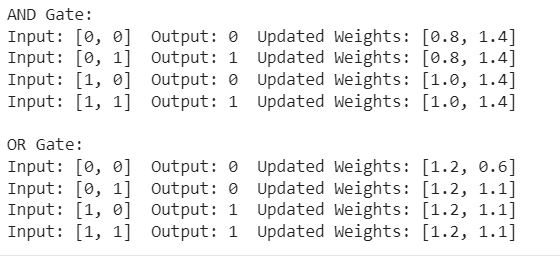 AND Gate:
Input: [0, 0]  Output: 0  Updated Weights: [0.8, 1.4]
Input: [0, 1]  Output: 1  Updated Weights: [0.8, 1.4]
Input: [1, 0]  Output: 0  Updated Weights: [1.0, 1.4]
Input: [1, 1]  Output: 1  Updated Weights: [1.0, 1.4]

OR Gate:
Input: [0, 0]  Output: 0  Updated Weights: [1.2, 0.6]
Input: [0, 1]  Output: 0  Updated Weights: [1.2, 1.1]
Input: [1, 0]  Output: 1  Updated Weights: [1.2, 1.1]
Input: [1, 1]  Output: 1  Updated Weights: [1.2, 1.1]